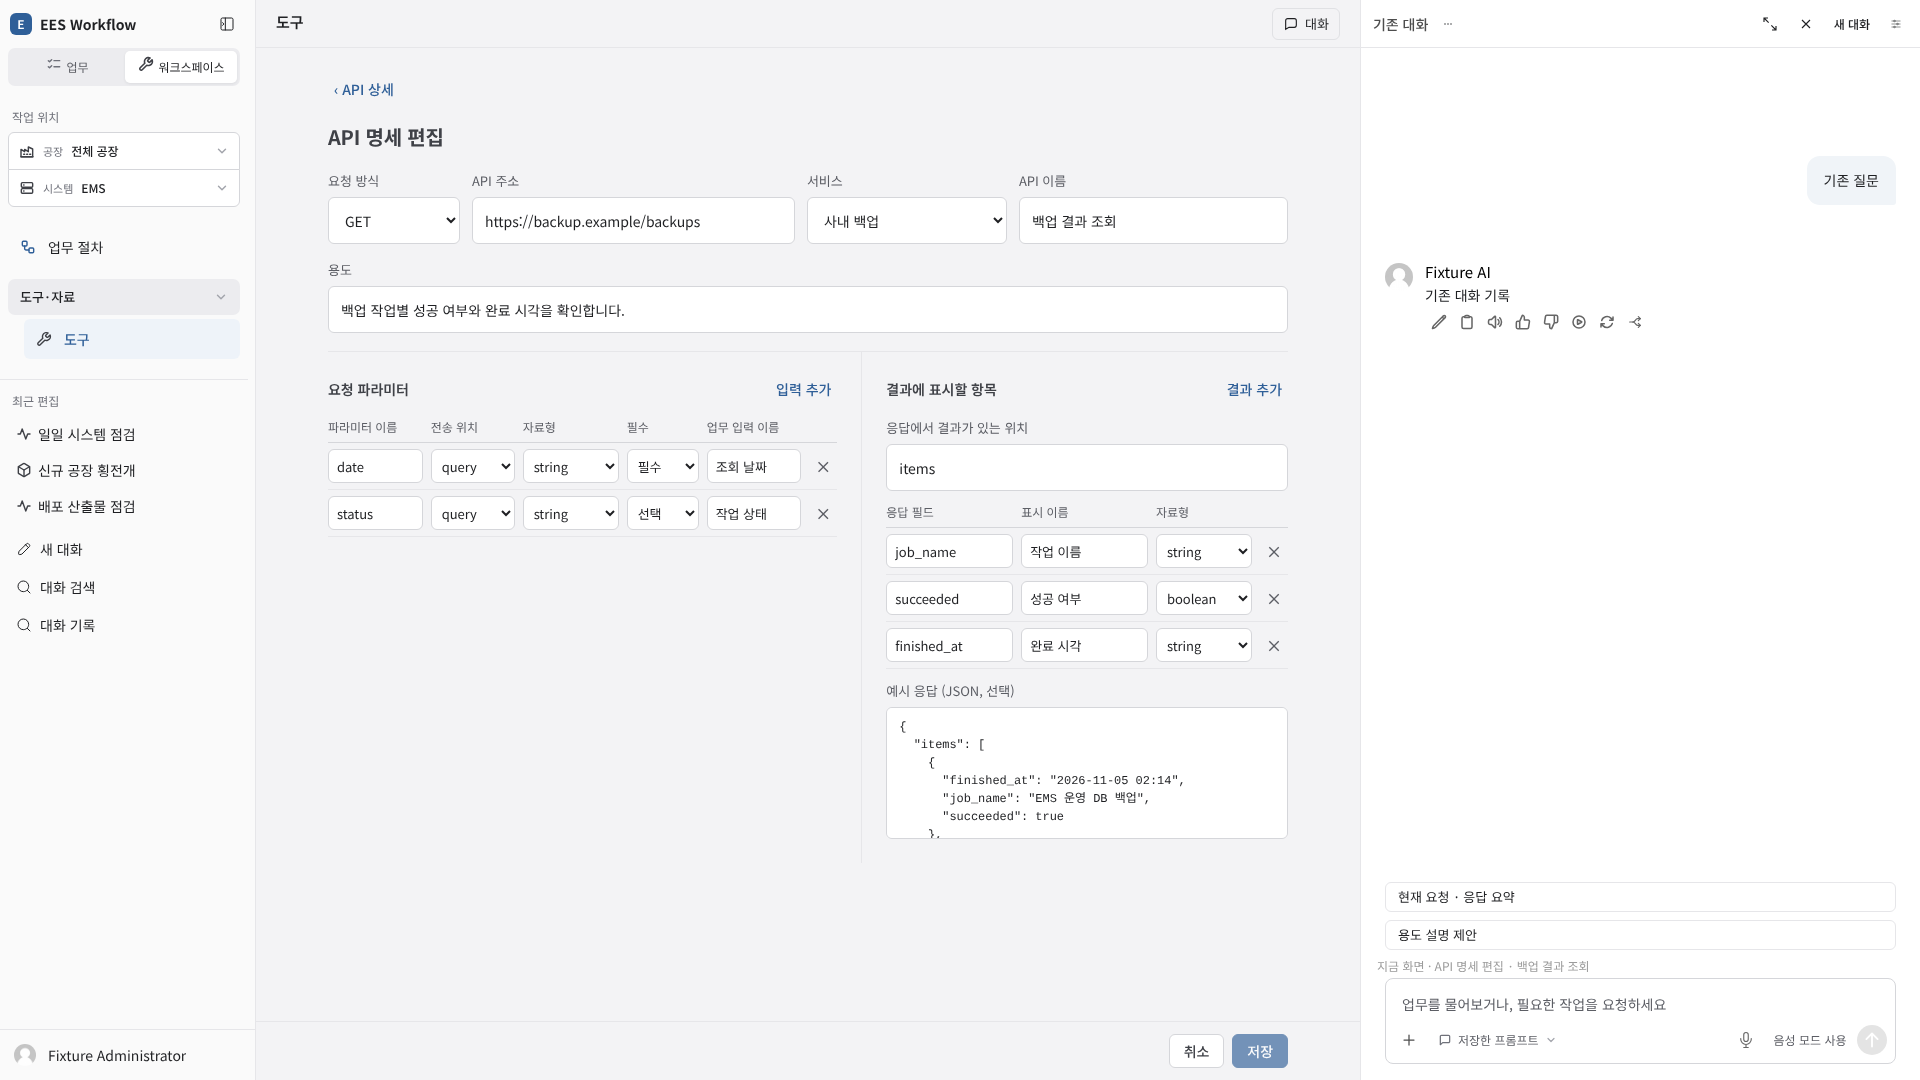 E EES Workflow
업무
워크스페이스
작업 위치
공장 전체 공장
시스템 EMS
업무 절차
도구·자료
도구
최근 편집
일일 시스템 점검
신규 공장 횡전개
배포 산출물 점검
새 대화
대화 검색
대화 기록
Fixture Administrator
도구
대화
‹ API 상세
API 명세 편집
요청 방식 API 주소 서비스 API 이름
GET https://backup.example/backups 사내 백업 백업 결과 조회
용도
백업 작업별 성공 여부와 완료 시각을 확인합니다.
요청 파라미터 입력 추가
파라미터 이름 전송 위치 자료형 필수 업무 입력 이름
date query string 필수 조회 날짜
status query string 선택 작업 상태
결과에 표시할 항목 결과 추가
응답에서 결과가 있는 위치
items
응답 필드 표시 이름 자료형
job_name 작업 이름 string
succeeded 성공 여부 boolean
finished_at 완료 시각 string
예시 응답 (JSON, 선택)
{
"items": [
{
"finished_at": "2026-11-05 02:14",
"job_name": "EMS 운영 DB 백업",
"succeeded": true
},
취소 저장
기존 대화 ···
새 대화
기존 질문
Fixture AI
기존 대화 기록
현재 요청 · 응답 요약
용도 설명 제안
지금 화면 · API 명세 편집 · 백업 결과 조회
업무를 물어보거나, 필요한 작업을 요청하세요
저장한 프롬프트
음성 모드 사용